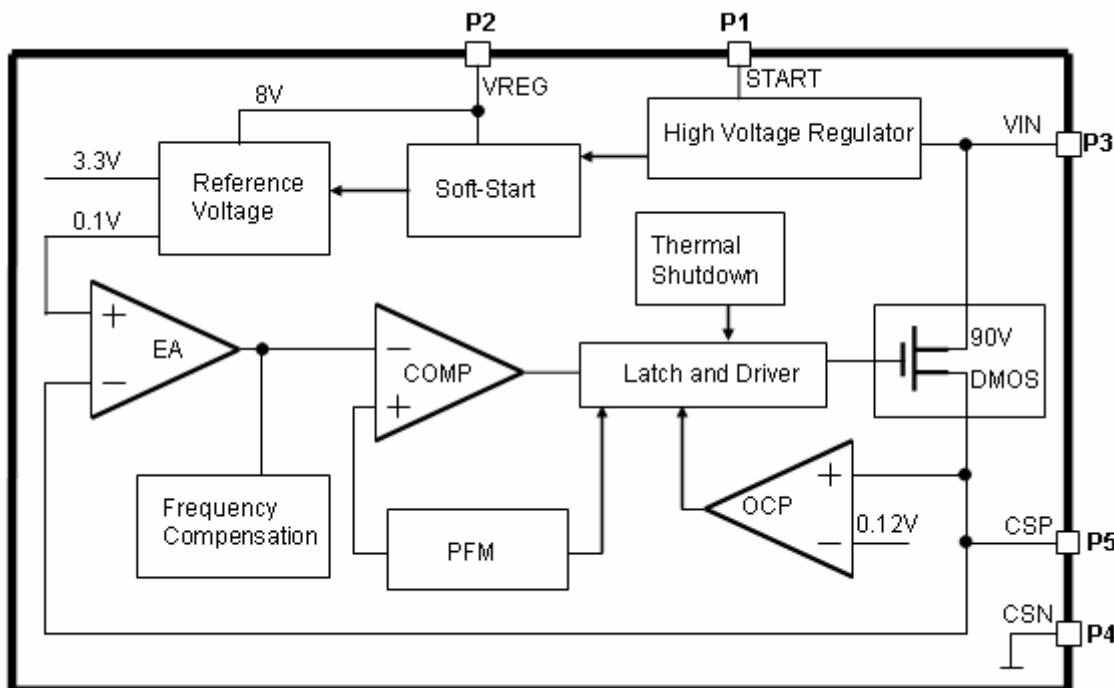 P2
P1
VREG
START
8V
High Voltage Regulator
VIN
P3
3.3V
Reference
Voltage
Soft-Start
0.1V
Thermal
Shutdown
+
EA
−
−
COMP
+
Latch and Driver
90V
DMOS
Frequency
Compensation
PFM
+
OCP
0.12V
−
CSP
P5
CSN
P4